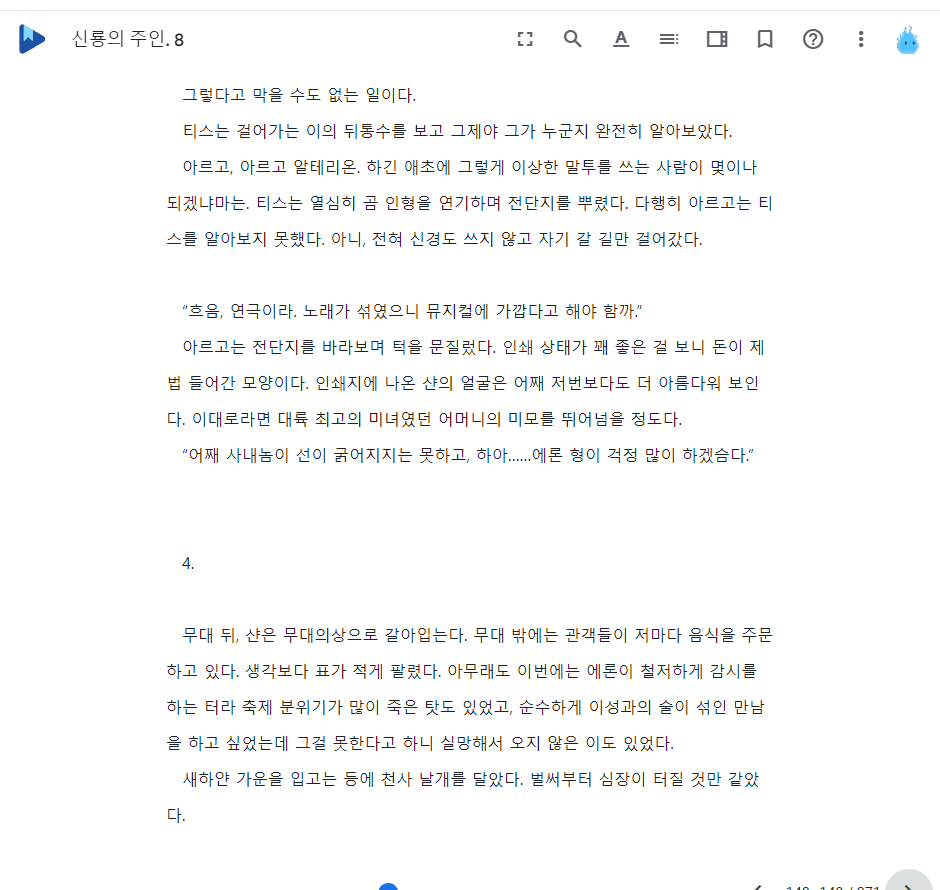 신룡의 주인. 8
그렇다고 막을 수도 없는 일이다.
티스는 걸어가는 이의 뒤통수를 보고 그제야 그가 누군지 완전히 알아보았다.
아르고, 아르고 알테리온. 하긴 애초에 그렇게 이상한 말투를 쓰는 사람이 몇이나
되겠냐마는. 티스는 열심히 곰 인형을 연기하며 전단지를 뿌렸다. 다행히 아르고는 티
스를 알아보지 못했다. 아니, 전혀 신경도 쓰지 않고 자기 갈 길만 걸어갔다.
“흐음, 연극이라. 노래가 섞였으니 뮤지컬에 가깝다고 해야 함까.”
아르고는 전단지를 바라보며 턱을 문질렀다. 인쇄 상태가 꽤 좋은 걸 보니 돈이 제
법 들어간 모양이다. 인쇄지에 나온 샨의 얼굴은 어째 저번보다도 더 아름다워 보인
다. 이대로라면 대륙 최고의 미녀였던 어머니의 미모를 뛰어넘을 정도다.
“어째 사내놈이 선이 굵어지지는 못하고, 하아......에론 형이 걱정 많이 하겠슴다.”
4.
무대 뒤, 샨은 무대의상으로 갈아입는다. 무대 밖에는 관객들이 저마다 음식을 주문
하고 있다. 생각보다 표가 적게 팔렸다. 아무래도 이번에는 에론이 철저하게 감시를
하는 터라 축제 분위기가 많이 죽은 탓도 있었고, 순수하게 이성과의 술이 섞인 만남
을 하고 싶었는데 그걸 못한다고 하니 실망해서 오지 않은 이도 있었다.
새하얀 가운을 입고는 등에 천사 날개를 달았다. 벌써부터 심장이 터질 것만 같았
다.